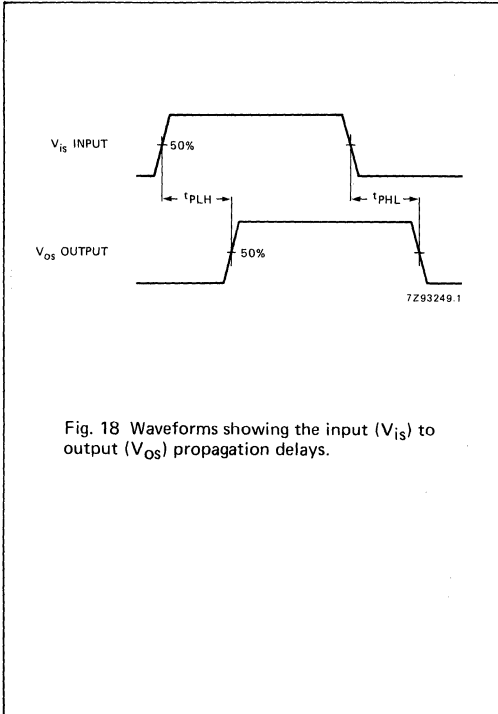 V_is INPUT
50%
t_PLH
t_PHL
V_os OUTPUT
50%
7Z93249.1
Fig. 18 Waveforms showing the input (V_is) to
output (V_os) propagation delays.